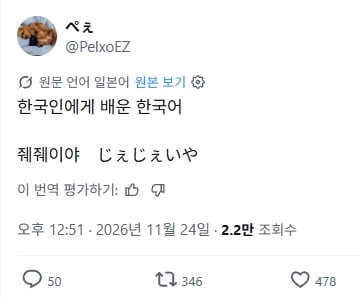 ぺぇ
@PelxoEZ
원문 언어 일본어 원본 보기
한국인에게 배운 한국어
줴줴이야 じぇじぇいや
이 번역 평가하기:
오후 12:51 · 2026년 11월 24일 · 2.2만 조회수
50 346 478